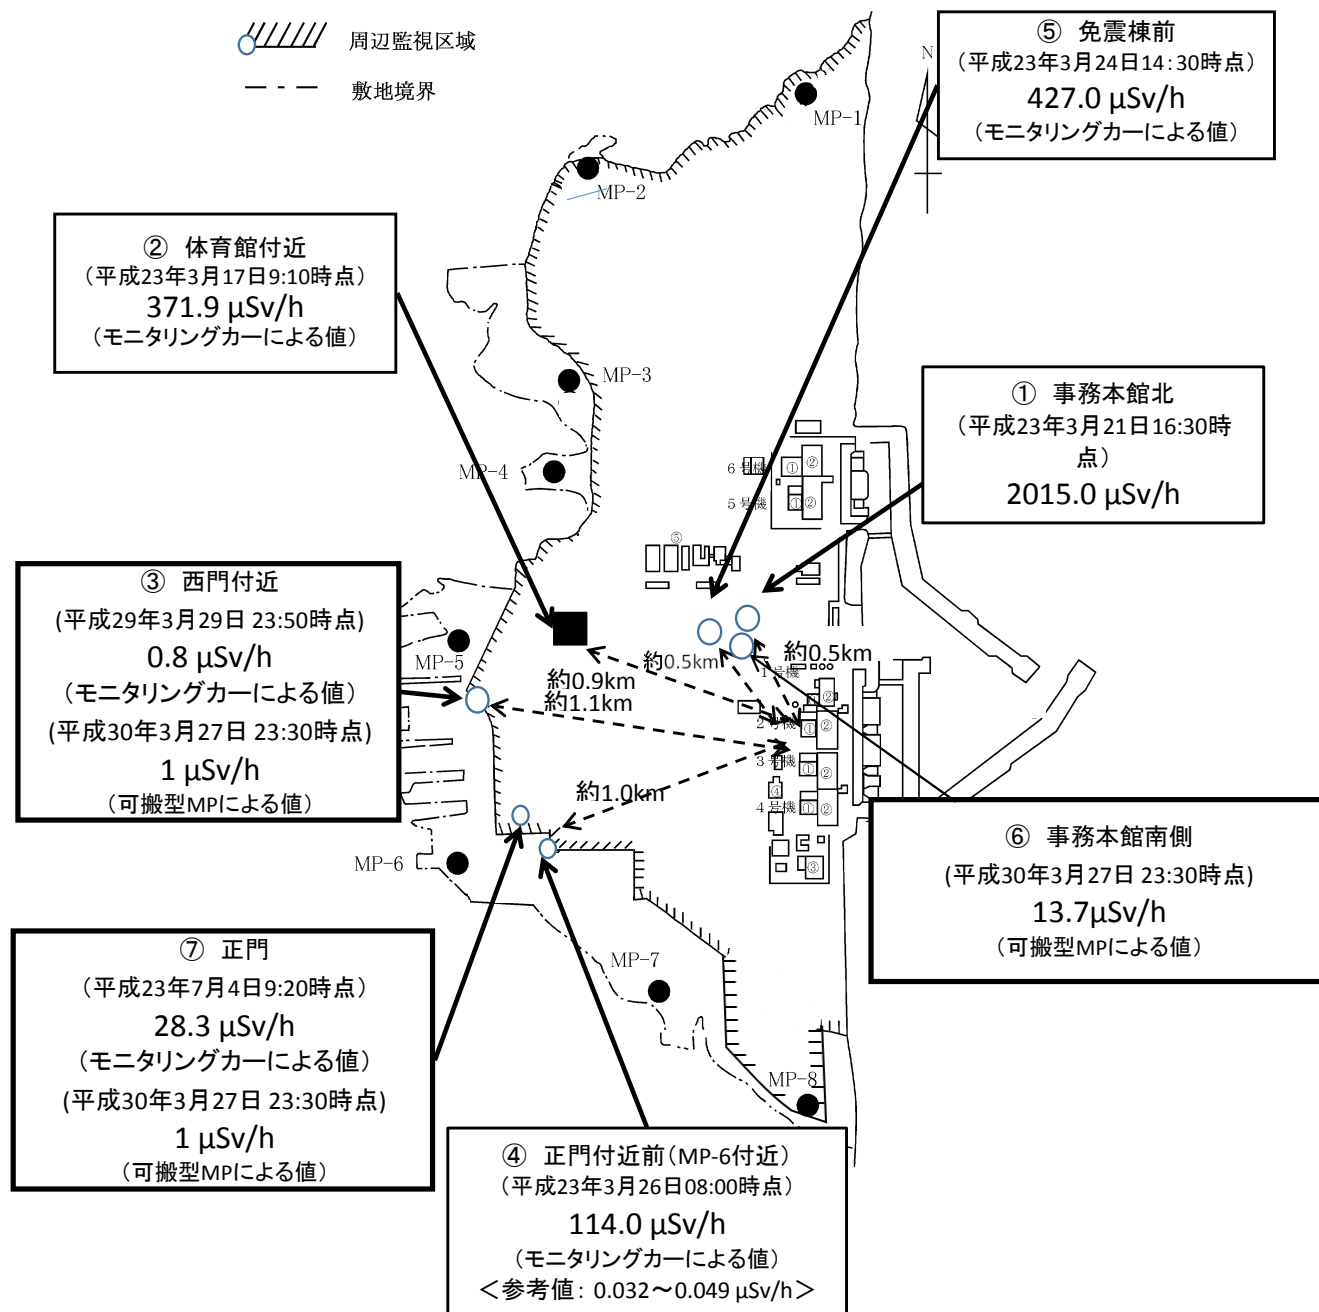 周辺監視区域
敷地境界
⑤ 免震棟前
(平成23年3月24日14:30時点)
427.0 μSv/h
(モニタリングカーによる値)
N
MP-1
MP-2
② 体育館付近
(平成23年3月17日9:10時点)
371.9 μSv/h
(モニタリングカーによる値)
MP-3
① 事務本館北
(平成23年3月21日16:30時
点)
2015.0 μSv/h
MP-4
6号機
①
②
5号機
①
②
⑤
③ 西門付近
(平成29年3月29日 23:50時点)
0.8 μSv/h
(モニタリングカーによる値)
(平成30年3月27日 23:30時点)
1 μSv/h
(可搬型MPによる値)
MP-5
約0.5km
約0.5km
約0.9km
約1.1km
1号機
②
2号機
①
②
3号機
①
②
約1.0km
④
4号機
①
②
③
MP-6
⑥ 事務本館南側
(平成30年3月27日 23:30時点)
13.7μSv/h
(可搬型MPによる値)
⑦ 正門
(平成23年7月4日9:20時点)
28.3 μSv/h
(モニタリングカーによる値)
(平成30年3月27日 23:30時点)
1 μSv/h
(可搬型MPによる値)
MP-7
MP-8
④ 正門付近前(MP-6付近)
(平成23年3月26日08:00時点)
114.0 μSv/h
(モニタリングカーによる値)
<参考値: 0.032~0.049 μSv/h>